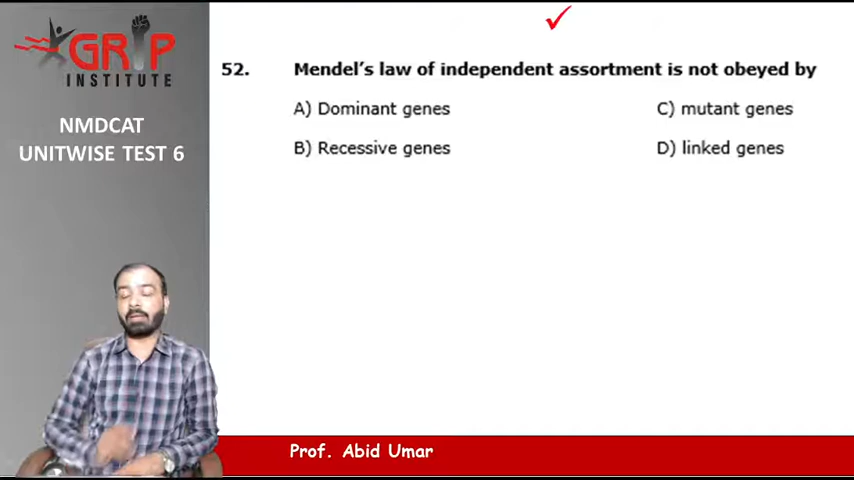 GRIP
INSTITUTE
NMDCAT
UNITWISE TEST 6
52. Mendel's law of independent assortment is not obeyed by
A) Dominant genes C) mutant genes
B) Recessive genes D) linked genes
Prof. Abid Umar